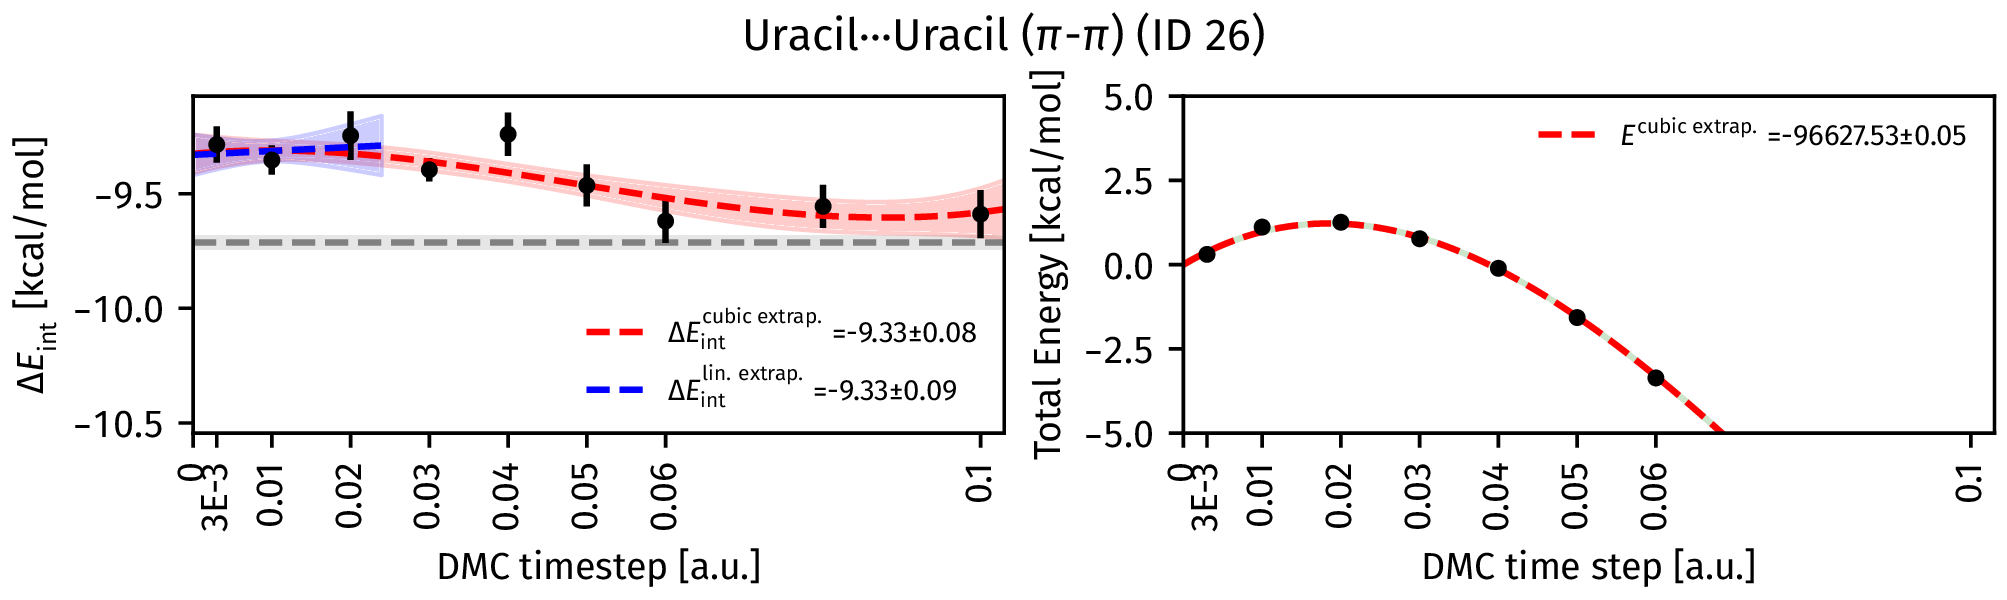 Uracil···Uracil (π-π) (ID 26)
ΔE_int [kcal/mol]
−9.5
−10.0
−10.5
ΔE_int^cubic extrap. =-9.33±0.08
ΔE_int^lin. extrap. =-9.33±0.09
0
3E-3
0.01
0.02
0.03
0.04
0.05
0.06
0.1
DMC timestep [a.u.]
Total Energy [kcal/mol]
5.0
2.5
0.0
−2.5
−5.0
E^cubic extrap. =-96627.53±0.05
0
3E-3
0.01
0.02
0.03
0.04
0.05
0.06
0.1
DMC time step [a.u.]